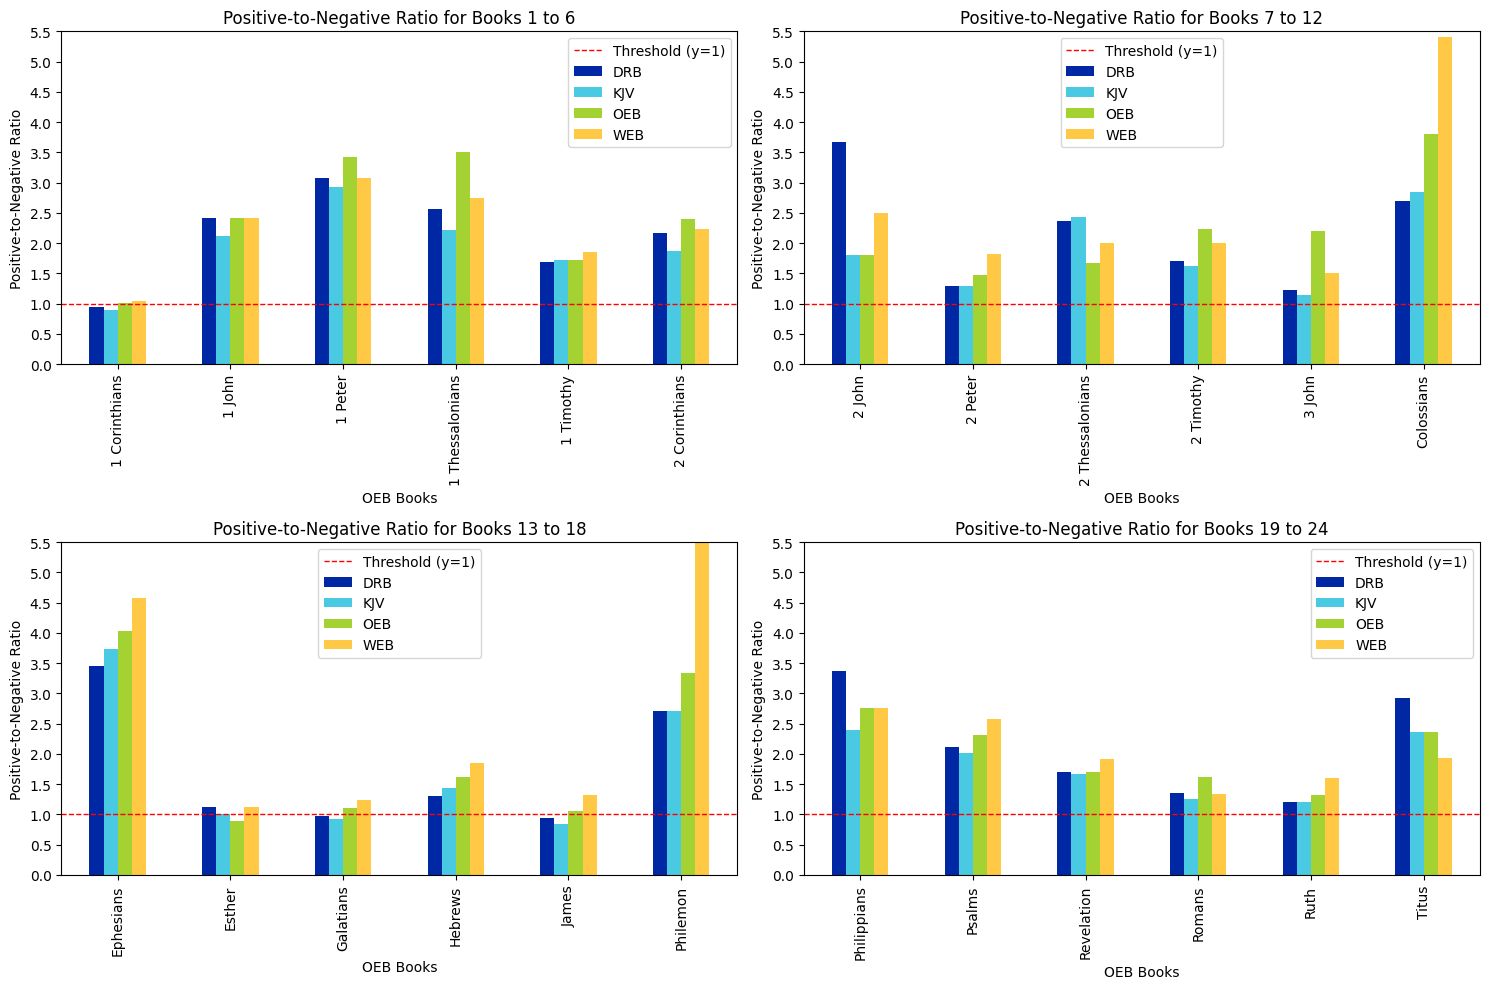 Positive-to-Negative Ratio for Books 1 to 6
Positive-to-Negative Ratio
5.5
5.0
4.5
4.0
3.5
3.0
2.5
2.0
1.5
1.0
0.5
0.0
Threshold (y=1)
DRB
KJV
OEB
WEB
1 Corinthians
1 John
1 Peter
1 Thessalonians
1 Timothy
2 Corinthians
OEB Books
Positive-to-Negative Ratio for Books 7 to 12
Positive-to-Negative Ratio
5.5
5.0
4.5
4.0
3.5
3.0
2.5
2.0
1.5
1.0
0.5
0.0
Threshold (y=1)
DRB
KJV
OEB
WEB
2 John
2 Peter
2 Thessalonians
2 Timothy
3 John
Colossians
OEB Books
Positive-to-Negative Ratio for Books 13 to 18
Positive-to-Negative Ratio
5.5
5.0
4.5
4.0
3.5
3.0
2.5
2.0
1.5
1.0
0.5
0.0
Threshold (y=1)
DRB
KJV
OEB
WEB
Ephesians
Esther
Galatians
Hebrews
James
Philemon
OEB Books
Positive-to-Negative Ratio for Books 19 to 24
Positive-to-Negative Ratio
5.5
5.0
4.5
4.0
3.5
3.0
2.5
2.0
1.5
1.0
0.5
0.0
Threshold (y=1)
DRB
KJV
OEB
WEB
Philippians
Psalms
Revelation
Romans
Ruth
Titus
OEB Books